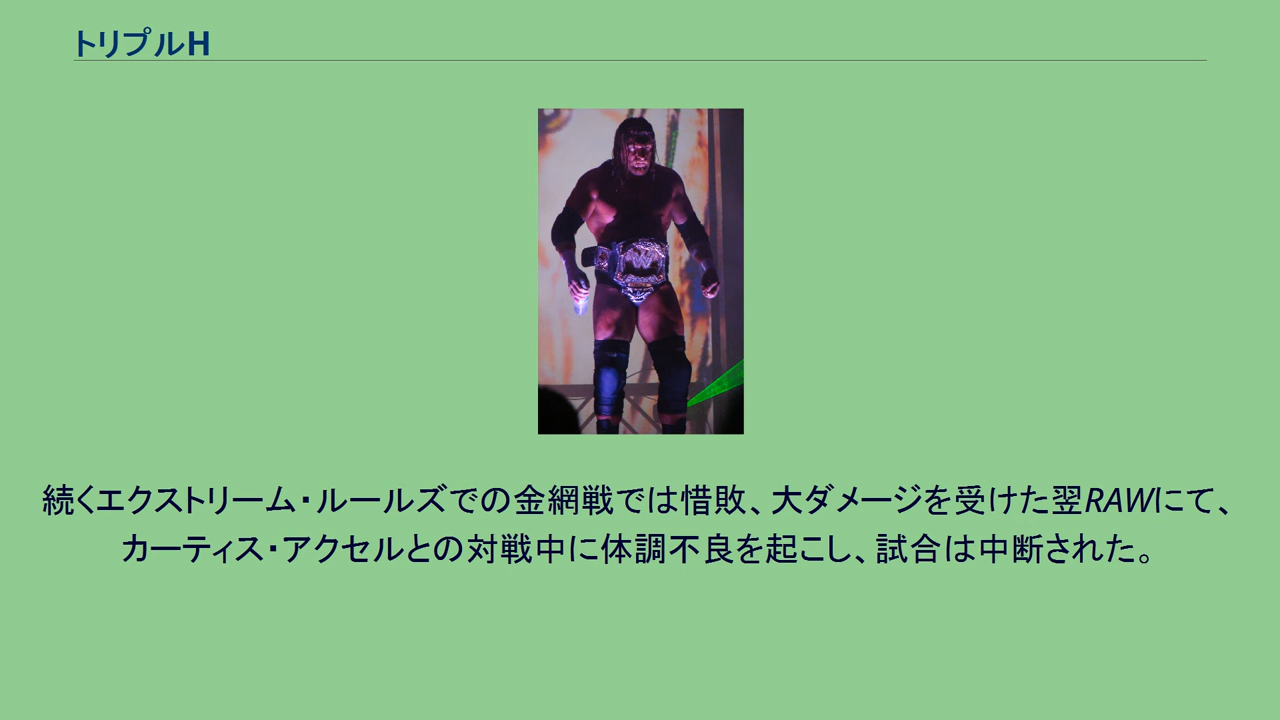 トリプルH
続くエクストリーム・ルールズでの金網戦では惜敗、大ダメージを受けた翌RAWにて、
カーティス・アクセルとの対戦中に体調不良を起こし、試合は中断された。